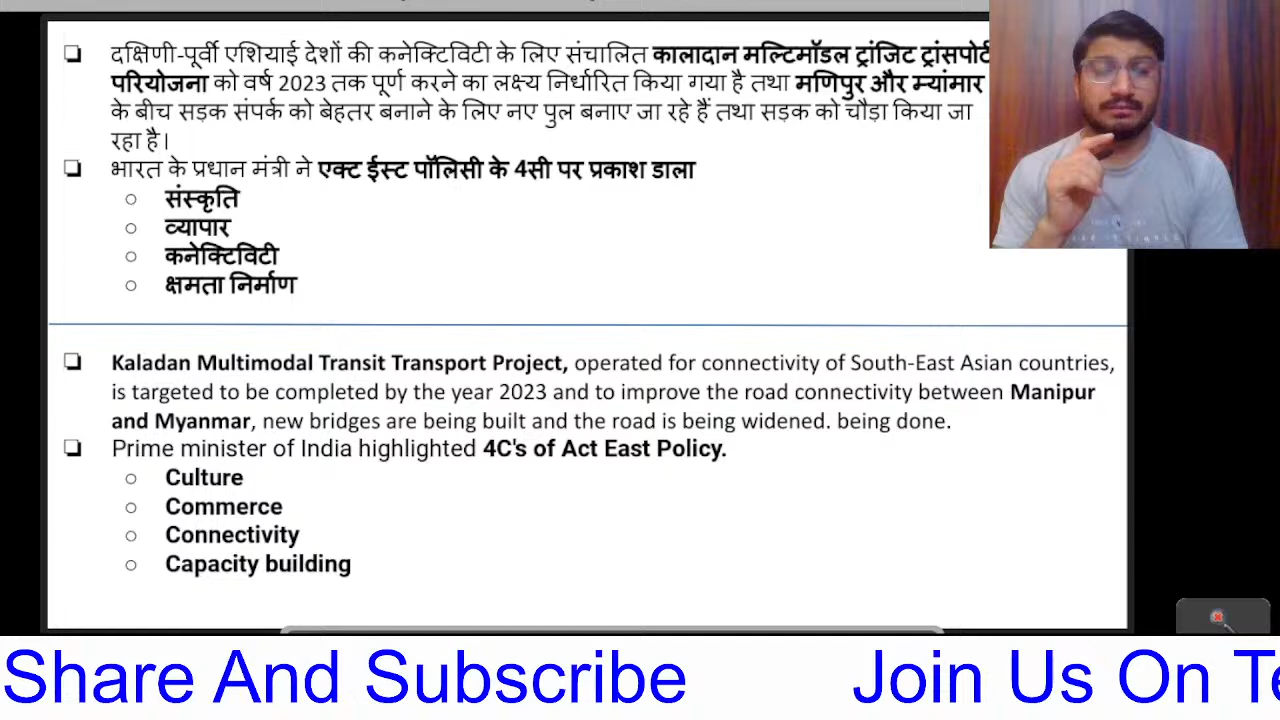 दक्षिणी-पूर्वी एशियाई देशों की कनेक्टिविटी के लिए संचालित कालादान मल्टिमॉडल ट्रांजिट ट्रांसपोर्ट
परियोजना को वर्ष 2023 तक पूर्ण करने का लक्ष्य निर्धारित किया गया है तथा मणिपुर और म्यांमार
के बीच सड़क संपर्क को बेहतर बनाने के लिए नए पुल बनाए जा रहे हैं तथा सड़क को चौड़ा किया जा
रहा है।
भारत के प्रधान मंत्री ने एक्ट ईस्ट पॉलिसी के 4सी पर प्रकाश डाला
संस्कृति
व्यापार
कनेक्टिविटी
क्षमता निर्माण
Kaladan Multimodal Transit Transport Project, operated for connectivity of South-East Asian countries,
is targeted to be completed by the year 2023 and to improve the road connectivity between Manipur
and Myanmar, new bridges are being built and the road is being widened. being done.
Prime minister of India highlighted 4C's of Act East Policy.
Culture
Commerce
Connectivity
Capacity building
Share And Subscribe Join Us On Te